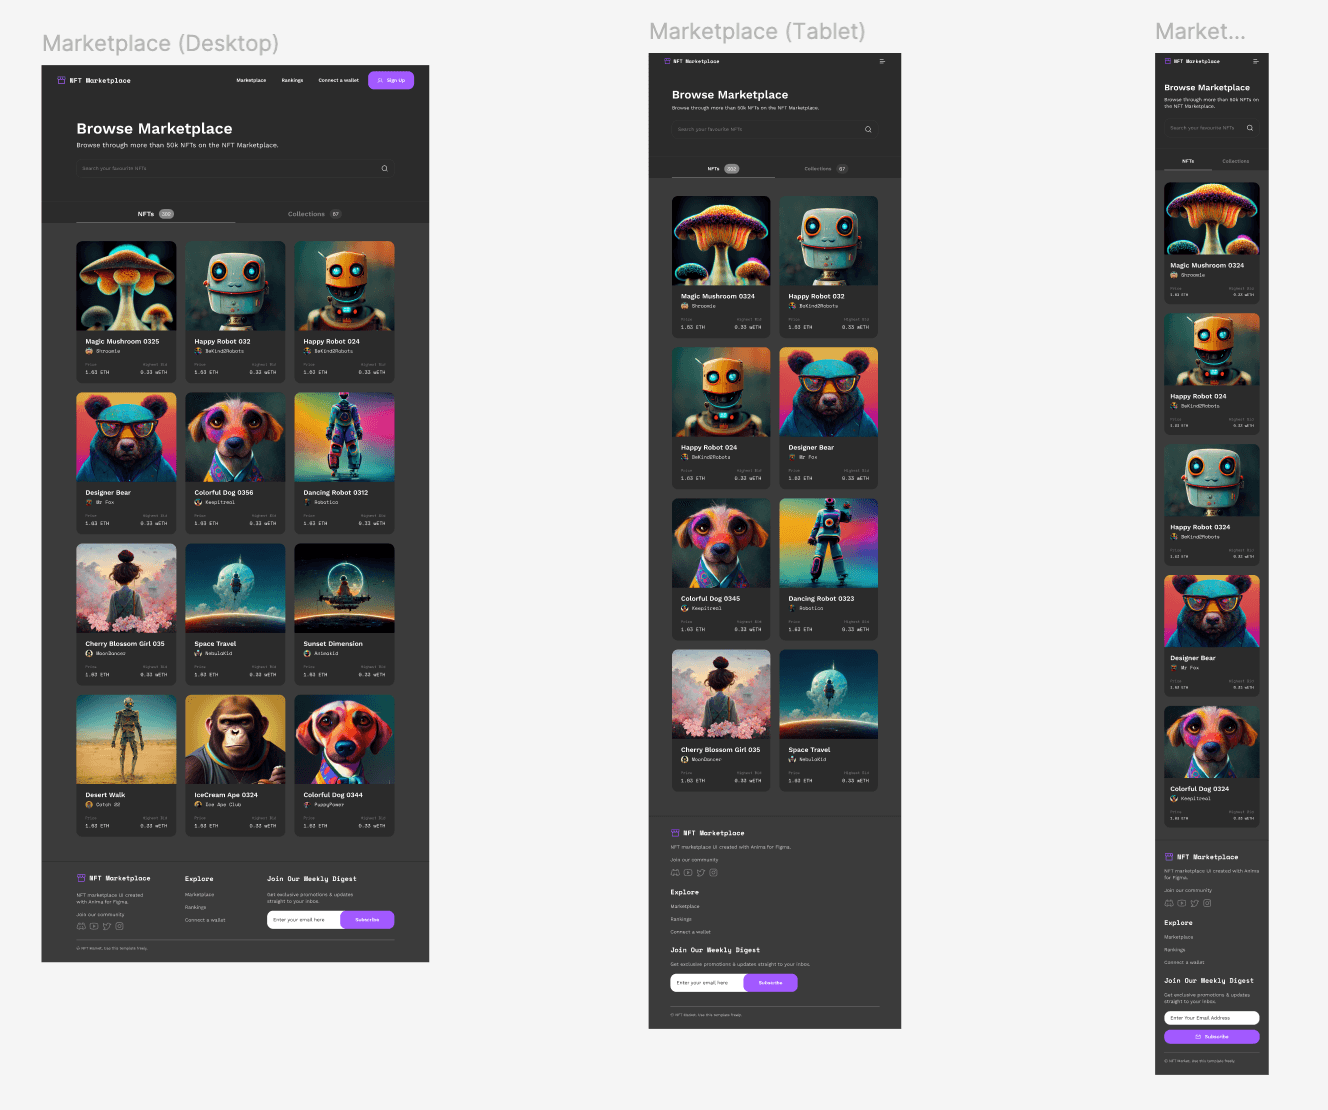 Marketplace (Desktop)
NFT Marketplace
Marketplace
Rankings
Connect a wallet
Sign Up
Browse Marketplace
Browse through more than 50k NFTs on the NFT Marketplace.
Search your favourite NFTs
NFTs 302
Collections 67
Magic Mushroom 0325
Shroomie
Price Highest Bid
1.63 ETH 0.33 wETH
Happy Robot 032
BeKind2Robots
Price Highest Bid
1.63 ETH 0.33 wETH
Happy Robot 024
BeKind2Robots
Price Highest Bid
1.63 ETH 0.33 wETH
Designer Bear
Mr Fox
Price Highest Bid
1.63 ETH 0.33 wETH
Colorful Dog 0356
Keepitreal
Price Highest Bid
1.63 ETH 0.33 wETH
Dancing Robot 0312
Robotica
Price Highest Bid
1.63 ETH 0.33 wETH
Cherry Blossom Girl 035
MoonDancer
Price Highest Bid
1.63 ETH 0.33 wETH
Space Travel
NebulaKid
Price Highest Bid
1.63 ETH 0.33 wETH
Sunset Dimension
Animakid
Price Highest Bid
1.63 ETH 0.33 wETH
Desert Walk
Catch 22
Price Highest Bid
1.63 ETH 0.33 wETH
IceCream Ape 0324
Ice Ape Club
Price Highest Bid
1.63 ETH 0.33 wETH
Colorful Dog 0344
PuppyPower
Price Highest Bid
1.63 ETH 0.33 wETH
NFT Marketplace
NFT marketplace UI created
with Anima for Figma.
Join our community
Explore
Marketplace
Rankings
Connect a wallet
Join Our Weekly Digest
Get exclusive promotions & updates
straight to your inbox.
Enter your email here
Subscribe
© NFT Market. Use this template freely.
Marketplace (Tablet)
NFT Marketplace
Browse Marketplace
Browse through more than 50k NFTs on the NFT Marketplace.
Search your favourite NFTs
NFTs 302
Collections 67
Magic Mushroom 0324
Shroomie
Price Highest Bid
1.63 ETH 0.33 wETH
Happy Robot 032
BeKind2Robots
Price Highest Bid
1.63 ETH 0.33 wETH
Happy Robot 024
BeKind2Robots
Price Highest Bid
1.63 ETH 0.33 wETH
Designer Bear
Mr Fox
Price Highest Bid
1.63 ETH 0.33 wETH
Colorful Dog 0345
Keepitreal
Price Highest Bid
1.63 ETH 0.33 wETH
Dancing Robot 0323
Robotica
Price Highest Bid
1.63 ETH 0.33 wETH
Cherry Blossom Girl 035
MoonDancer
Price Highest Bid
1.63 ETH 0.33 wETH
Space Travel
NebulaKid
Price Highest Bid
1.63 ETH 0.33 wETH
NFT Marketplace
NFT marketplace UI created with Anima for Figma.
Join our community
Explore
Marketplace
Rankings
Connect a wallet
Join Our Weekly Digest
Get exclusive promotions & updates straight to your inbox.
Enter your email here
Subscribe
© NFT Market. Use this template freely.
Market...
NFT Marketplace
Browse Marketplace
Browse through more than 50k NFTs on
the NFT Marketplace.
Search your favourite NFTs
NFTs
Collections
Magic Mushroom 0324
Shroomie
Price Highest Bid
1.63 ETH 0.33 wETH
Happy Robot 024
BeKind2Robots
Price Highest Bid
1.63 ETH 0.33 wETH
Happy Robot 0324
BeKind2Robots
Price Highest Bid
1.63 ETH 0.33 wETH
Designer Bear
Mr Fox
Price Highest Bid
1.63 ETH 0.33 wETH
Colorful Dog 0324
Keepitreal
Price Highest Bid
1.63 ETH 0.33 wETH
NFT Marketplace
NFT marketplace UI created with Anima
for Figma.
Join our community
Explore
Marketplace
Rankings
Connect a wallet
Join Our Weekly Digest
Get exclusive promotions & updates
straight to your inbox.
Enter Your Email Address
Subscribe
© NFT Market. Use this template freely.